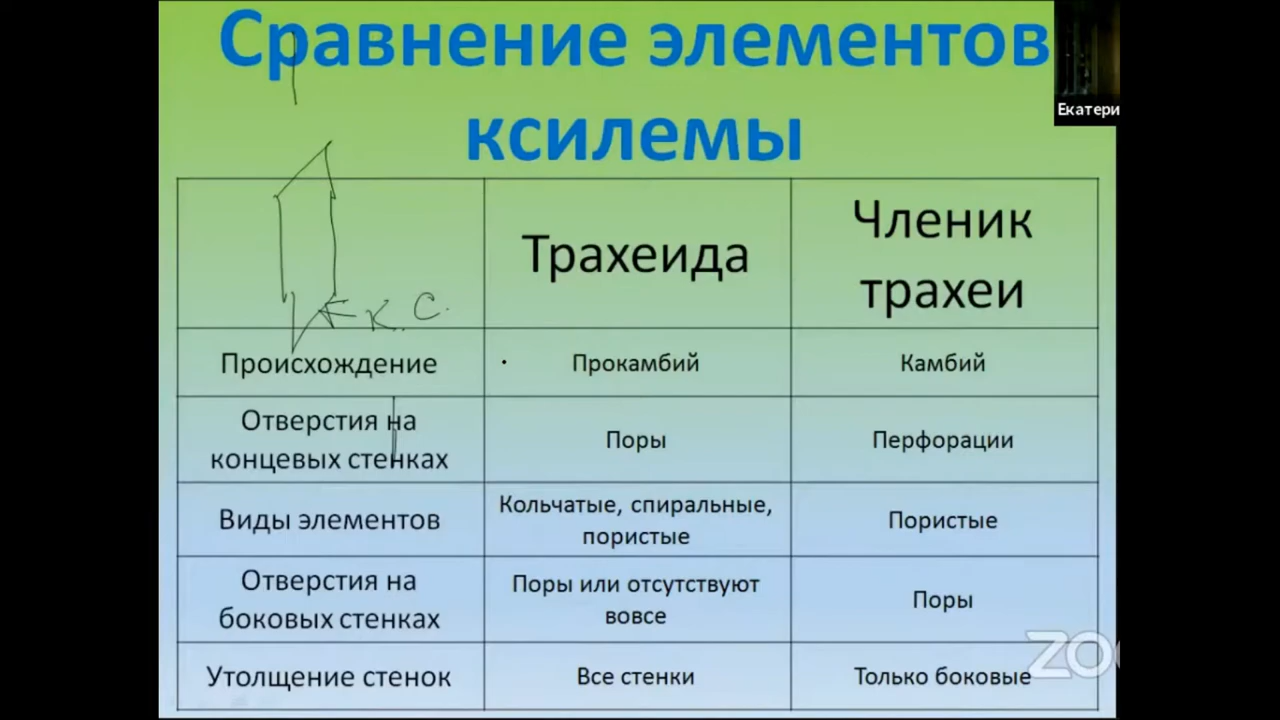 Сравнение элементов
ксилемы
Екатери
Трахеида
Членик
трахеи
к. с.
Происхождение
Прокамбий
Камбий
Отверстия на
концевых стенках
Поры
Перфорации
Виды элементов
Кольчатые, спиральные,
пористые
Пористые
Отверстия на
боковых стенках
Поры или отсутствуют
вовсе
Поры
Утолщение стенок
Все стенки
Только боковые
ZOO